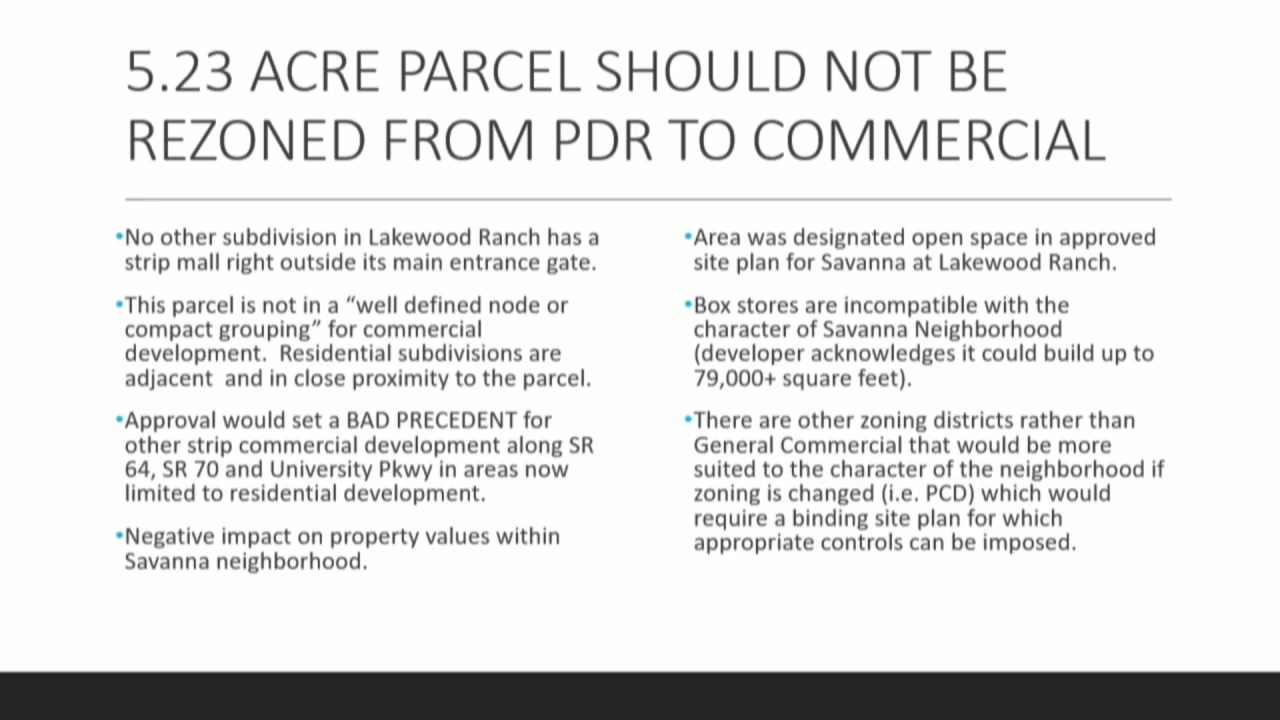 5.23 ACRE PARCEL SHOULD NOT BE
REZONED FROM PDR TO COMMERCIAL
•No other subdivision in Lakewood Ranch has a
strip mall right outside its main entrance gate.
•This parcel is not in a “well defined node or
compact grouping” for commercial
development.  Residential subdivisions are
adjacent  and in close proximity to the parcel.
•Approval would set a BAD PRECEDENT for
other strip commercial development along SR
64, SR 70 and University Pkwy in areas now
limited to residential development.
•Negative impact on property values within
Savanna neighborhood.
•Area was designated open space in approved
site plan for Savanna at Lakewood Ranch.
•Box stores are incompatible with the
character of Savanna Neighborhood
(developer acknowledges it could build up to
79,000+ square feet).
•There are other zoning districts rather than
General Commercial that would be more
suited to the character of the neighborhood if
zoning is changed (i.e. PCD) which would
require a binding site plan for which
appropriate controls can be imposed.